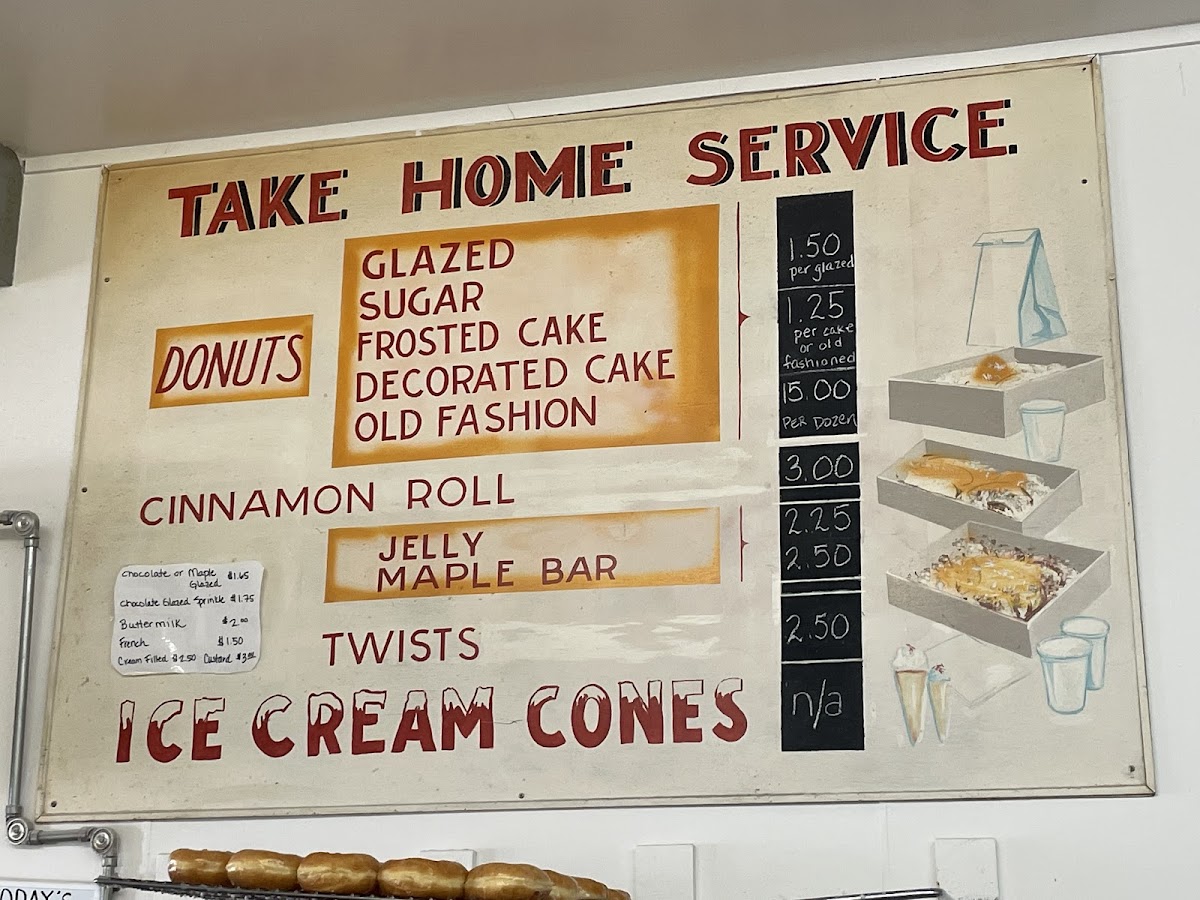 TAKE HOME SERVICE
DONUTS
GLAZED
SUGAR
FROSTED CAKE
DECORATED CAKE
OLD FASHION
1.50
per glazed
1.25
per cake
or old
fashioned
15.00
PER DOZEN
CINNAMON ROLL 3.00
JELLY 2.25
MAPLE BAR 2.50
TWISTS 2.50
ICE CREAM CONES n/a
Chocolate or Maple
Glazed $1.65
Chocolate Glazed Sprinkle $1.75
Buttermilk $2.00
French $1.50
Cream Filled $2.50 Custard $3.00
ODAY'S